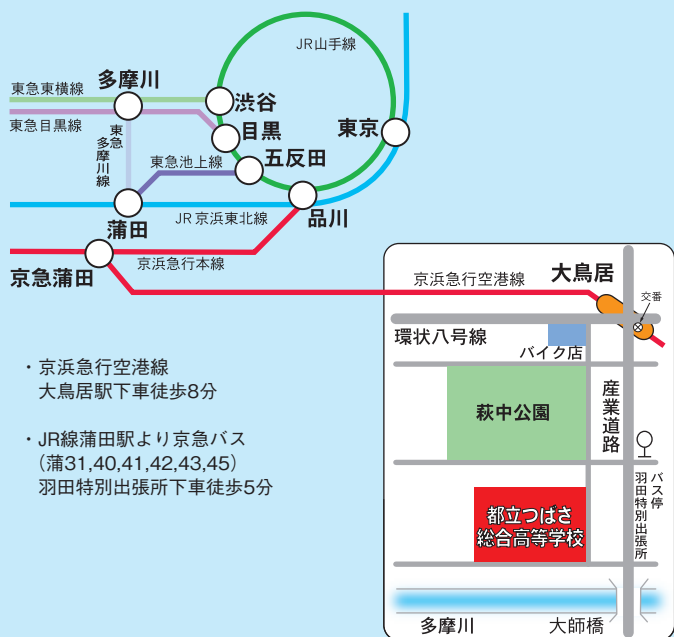 JR山手線
東急東横線
多摩川
渋谷
東急目黒線
目黒
東京
東急
多摩川線
東急池上線
五反田
蒲田
JR京浜東北線
品川
京急蒲田
京浜急行本線
京浜急行空港線
大鳥居
交番
環状八号線
バイク店
・京浜急行空港線
大鳥居駅下車徒歩8分
萩中公園
産業道路
・JR線蒲田駅より京急バス
(蒲31,40,41,42,43,45)
羽田特別出張所下車徒歩5分
バス停
羽田特別出張所
都立つばさ
総合高等学校
多摩川
大師橋